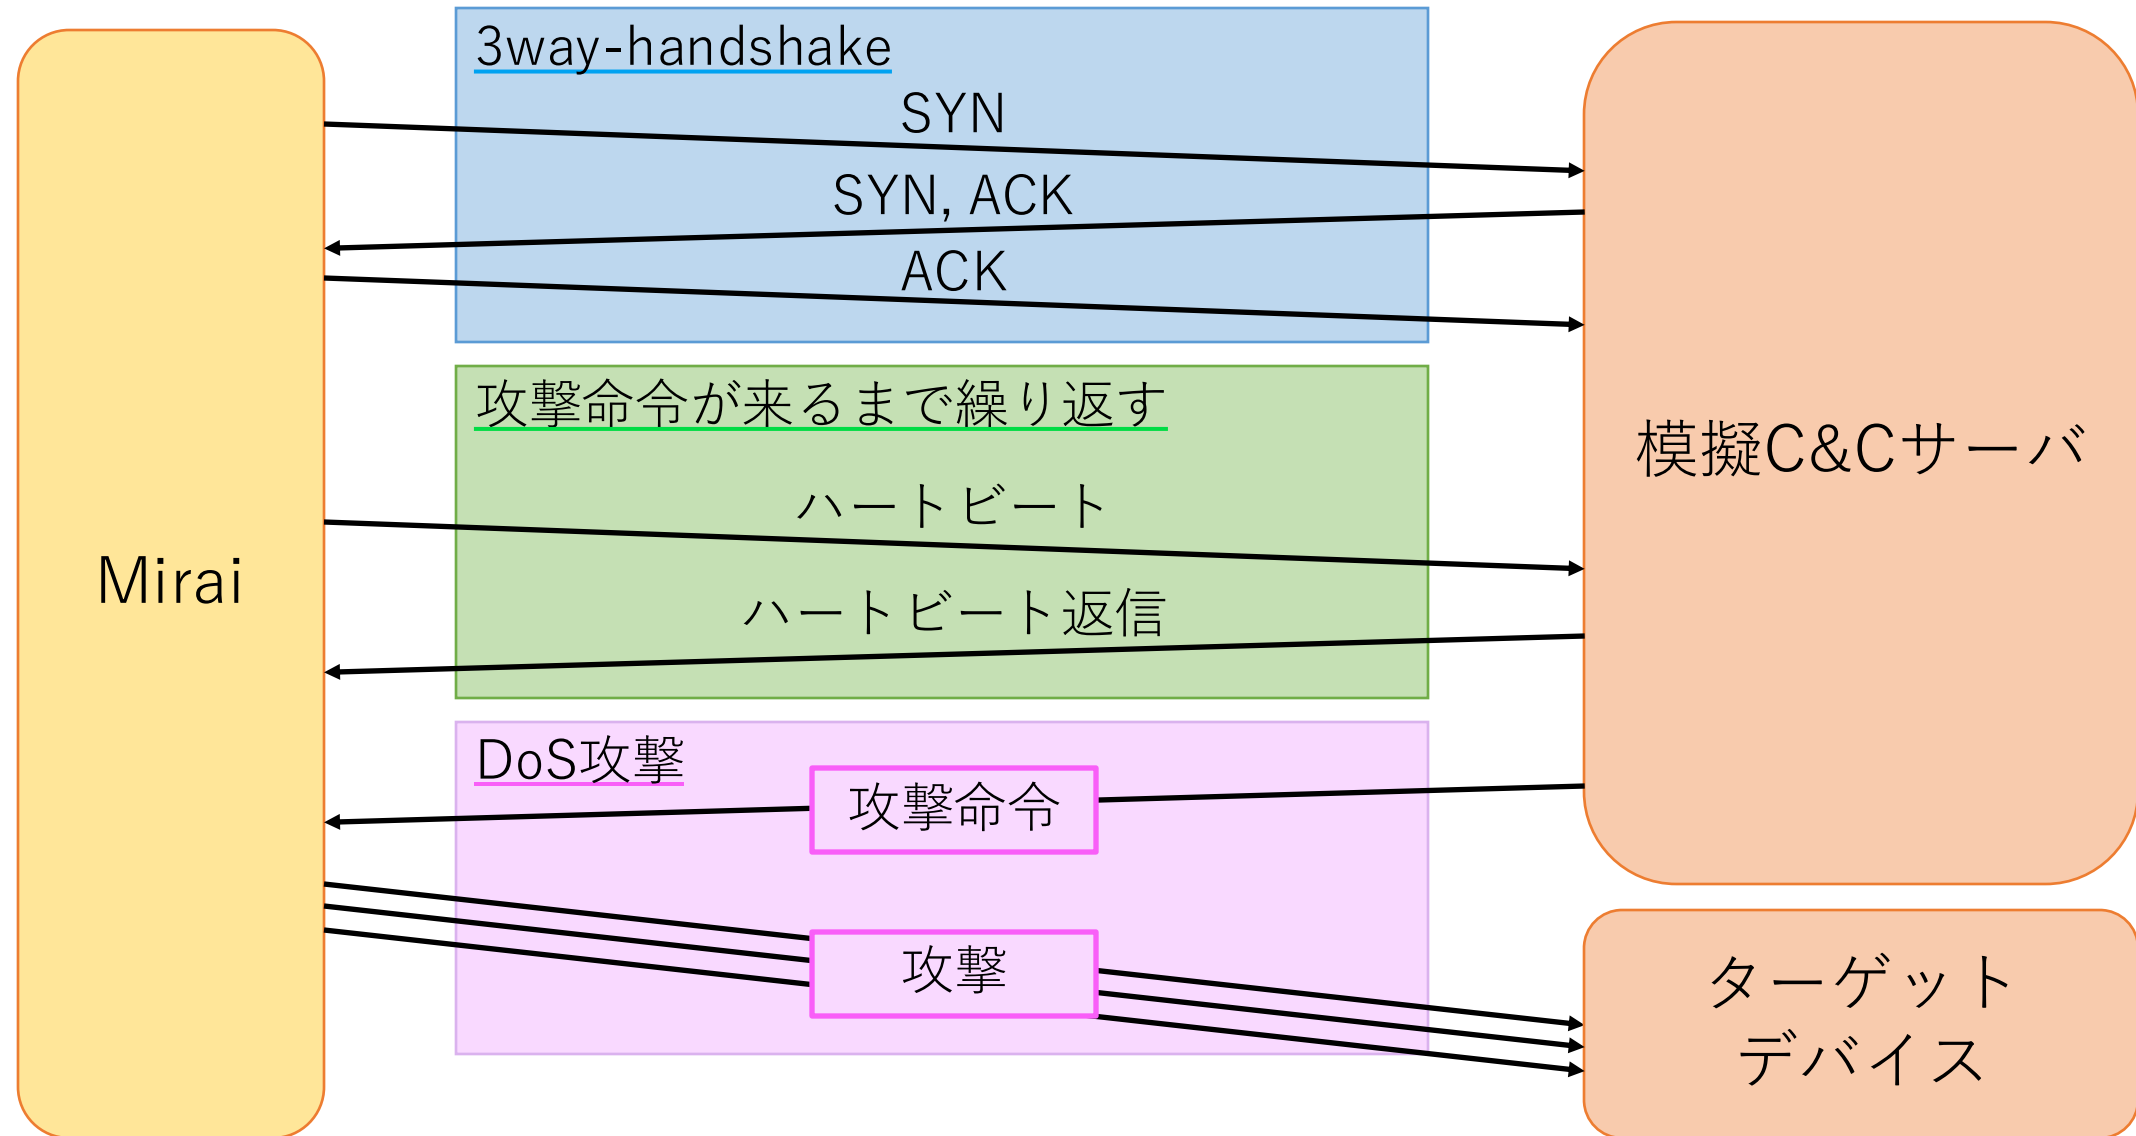 3way-handshake
SYN
SYN, ACK
ACK
攻撃命令が来るまで繰り返す
ハートビート
ハートビート返信
DoS攻撃
攻撃命令
攻撃
Mirai
模擬C&Cサーバ
ターゲット
デバイス